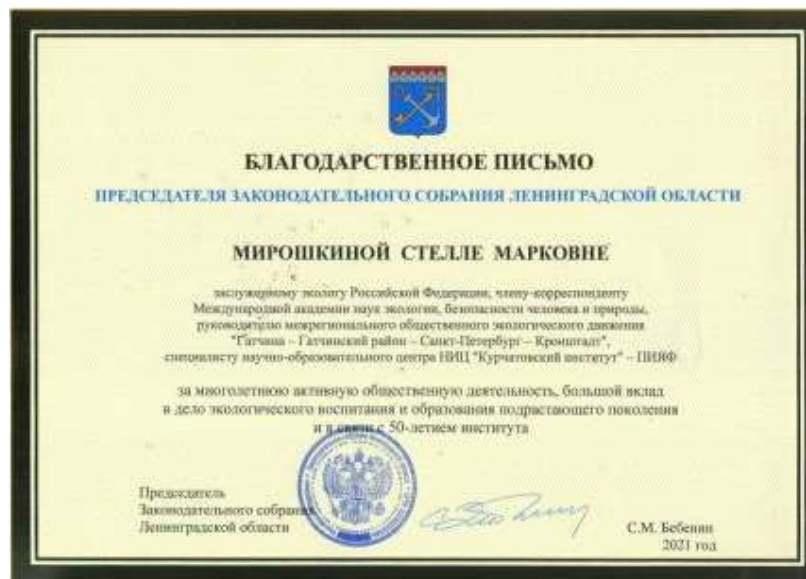 БЛАГОДАРСТВЕННОЕ ПИСЬМО
ПРЕДСЕДАТЕЛЯ ЗАКОНОДАТЕЛЬНОГО СОБРАНИЯ ЛЕНИНГРАДСКОЙ ОБЛАСТИ
МИРОШКИНОЙ СТЕЛЛЕ МАРКОВНЕ
заслуженному экологу Российской Федерации, члену-корреспонденту
Международной академии наук экологии, безопасности человека и природы,
руководителю межрегионального общественного экологического движения
"Гатчина – Гатчинский район – Санкт-Петербург – Кронштадт",
специалисту научно-образовательного центра НИЦ "Курчатовский институт" – ПИЯФ
за многолетнюю активную общественную деятельность, большой вклад
в дело экологического воспитания и образования подрастающего поколения
и в связи с 50-летием института
Председатель
Законодательного собрания
Ленинградской области
С.М. Бебенин
2021 год